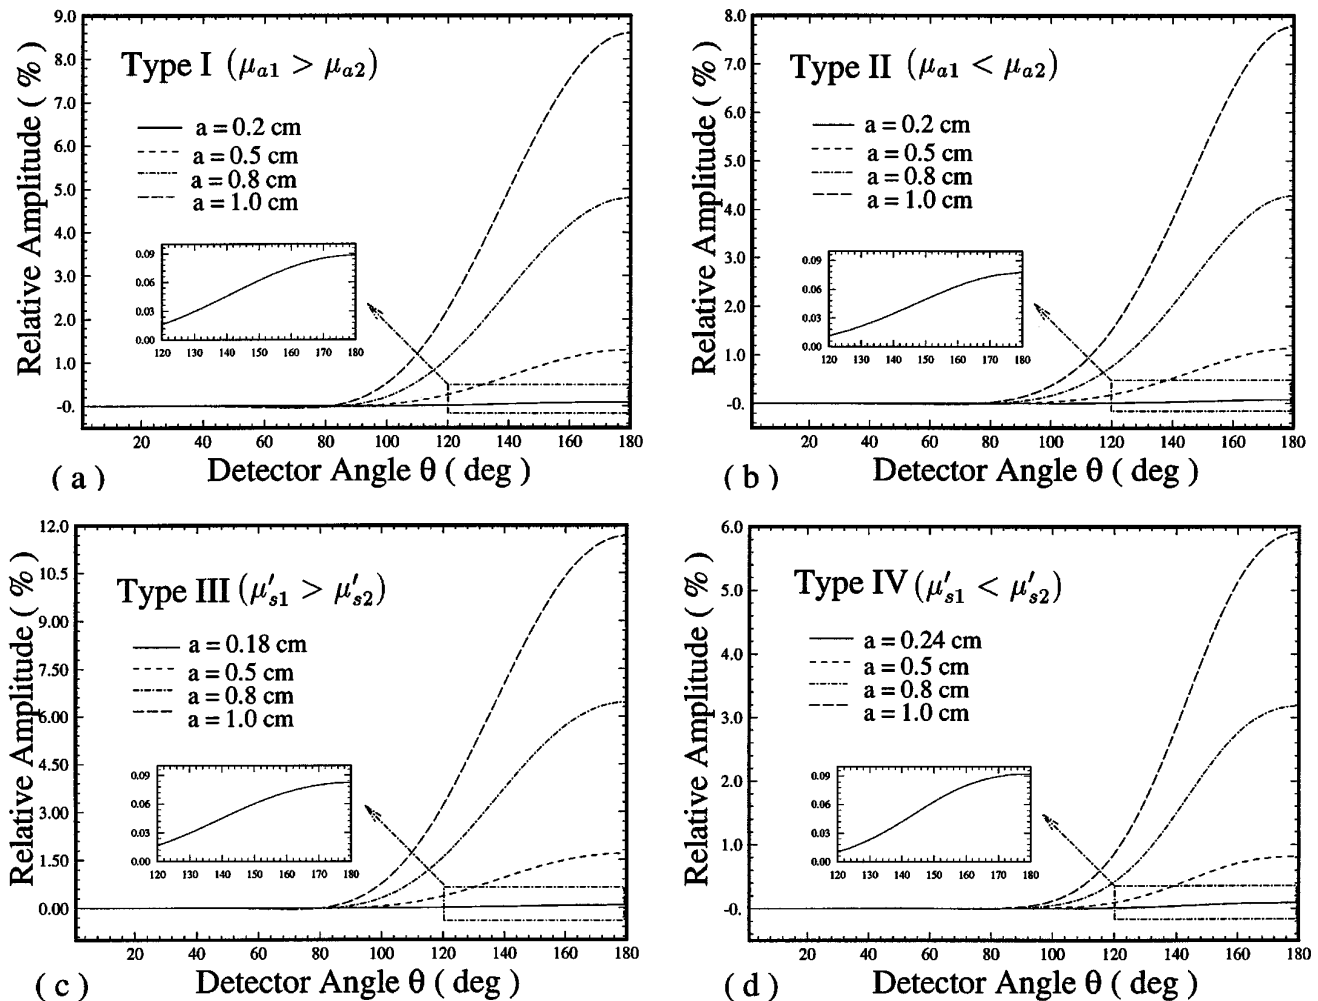 Type I (μa1 > μa2)
a = 0.2 cm
a = 0.5 cm
a = 0.8 cm
a = 1.0 cm
Relative Amplitude ( % )
9.0
8.0
7.0
6.0
5.0
4.0
3.0
2.0
1.0
-0.
0.09
0.06
0.03
0.00
120 130 140 150 160 170 180
20 40 60 80 100 120 140 160 180
Detector Angle θ ( deg )
( a )
Type II (μa1 < μa2)
a = 0.2 cm
a = 0.5 cm
a = 0.8 cm
a = 1.0 cm
Relative Amplitude ( % )
8.0
7.0
6.0
5.0
4.0
3.0
2.0
1.0
-0.
0.09
0.06
0.03
0.00
120 130 140 150 160 170 180
20 40 60 80 100 120 140 160 180
Detector Angle θ ( deg )
( b )
Type III (μ's1 > μ's2)
a = 0.18 cm
a = 0.5 cm
a = 0.8 cm
a = 1.0 cm
Relative Amplitude ( % )
12.0
10.5
9.00
7.50
6.00
4.50
3.00
1.50
0.00
0.09
0.06
0.03
0.00
120 130 140 150 160 170 180
20 40 60 80 100 120 140 160 180
Detector Angle θ ( deg )
( c )
Type IV (μ's1 < μ's2)
a = 0.24 cm
a = 0.5 cm
a = 0.8 cm
a = 1.0 cm
Relative Amplitude ( % )
6.0
5.0
4.0
3.0
2.0
1.0
-0.
0.09
0.06
0.03
0.00
120 130 140 150 160 170 180
20 40 60 80 100 120 140 160 180
Detector Angle θ ( deg )
( d )